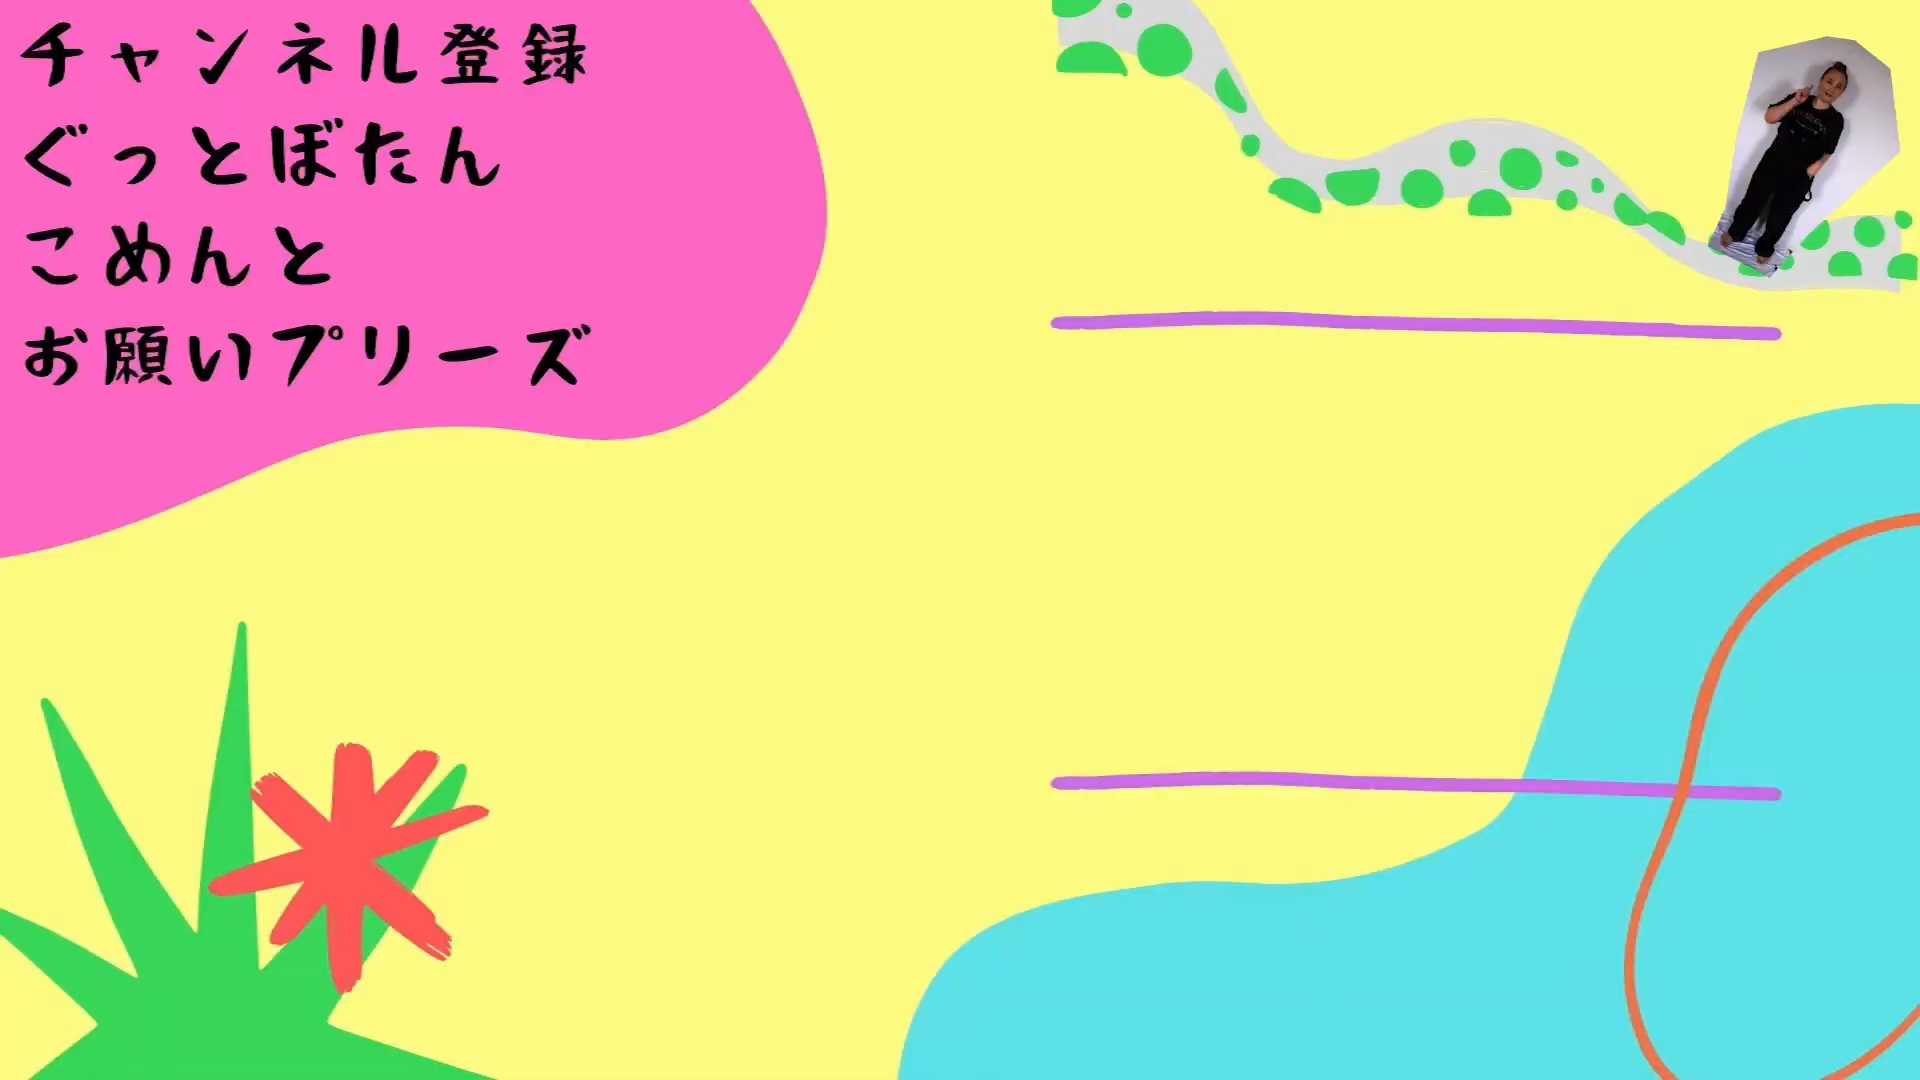 チャンネル登録
ぐっとぼたん
こめんと
お願いプリーズ